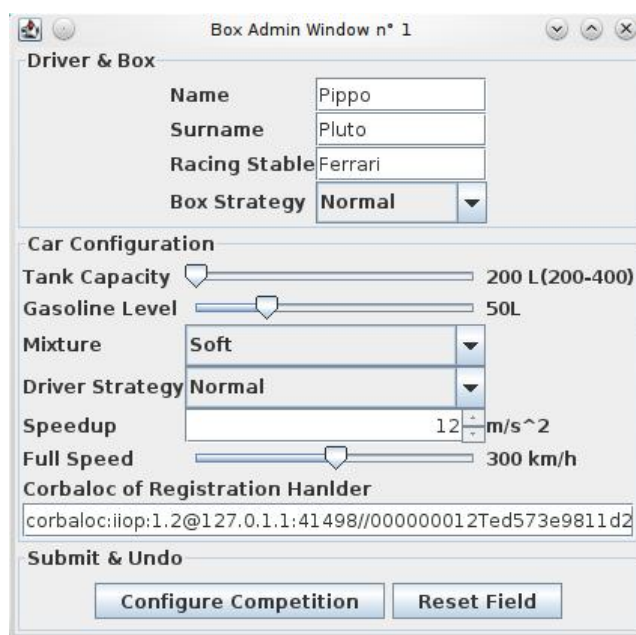 Box Admin Window n° 1
Driver & Box
Name Pippo
Surname Pluto
Racing Stable Ferrari
Box Strategy Normal
Car Configuration
Tank Capacity 200 L(200-400)
Gasoline Level 50L
Mixture Soft
Driver Strategy Normal
Speedup 12 m/s^2
Full Speed 300 km/h
Corbaloc of Registration Hanlder
corbaloc:iiop:1.2@127.0.1.1:41498//000000012Ted573e9811d2
Submit & Undo
Configure Competition Reset Field